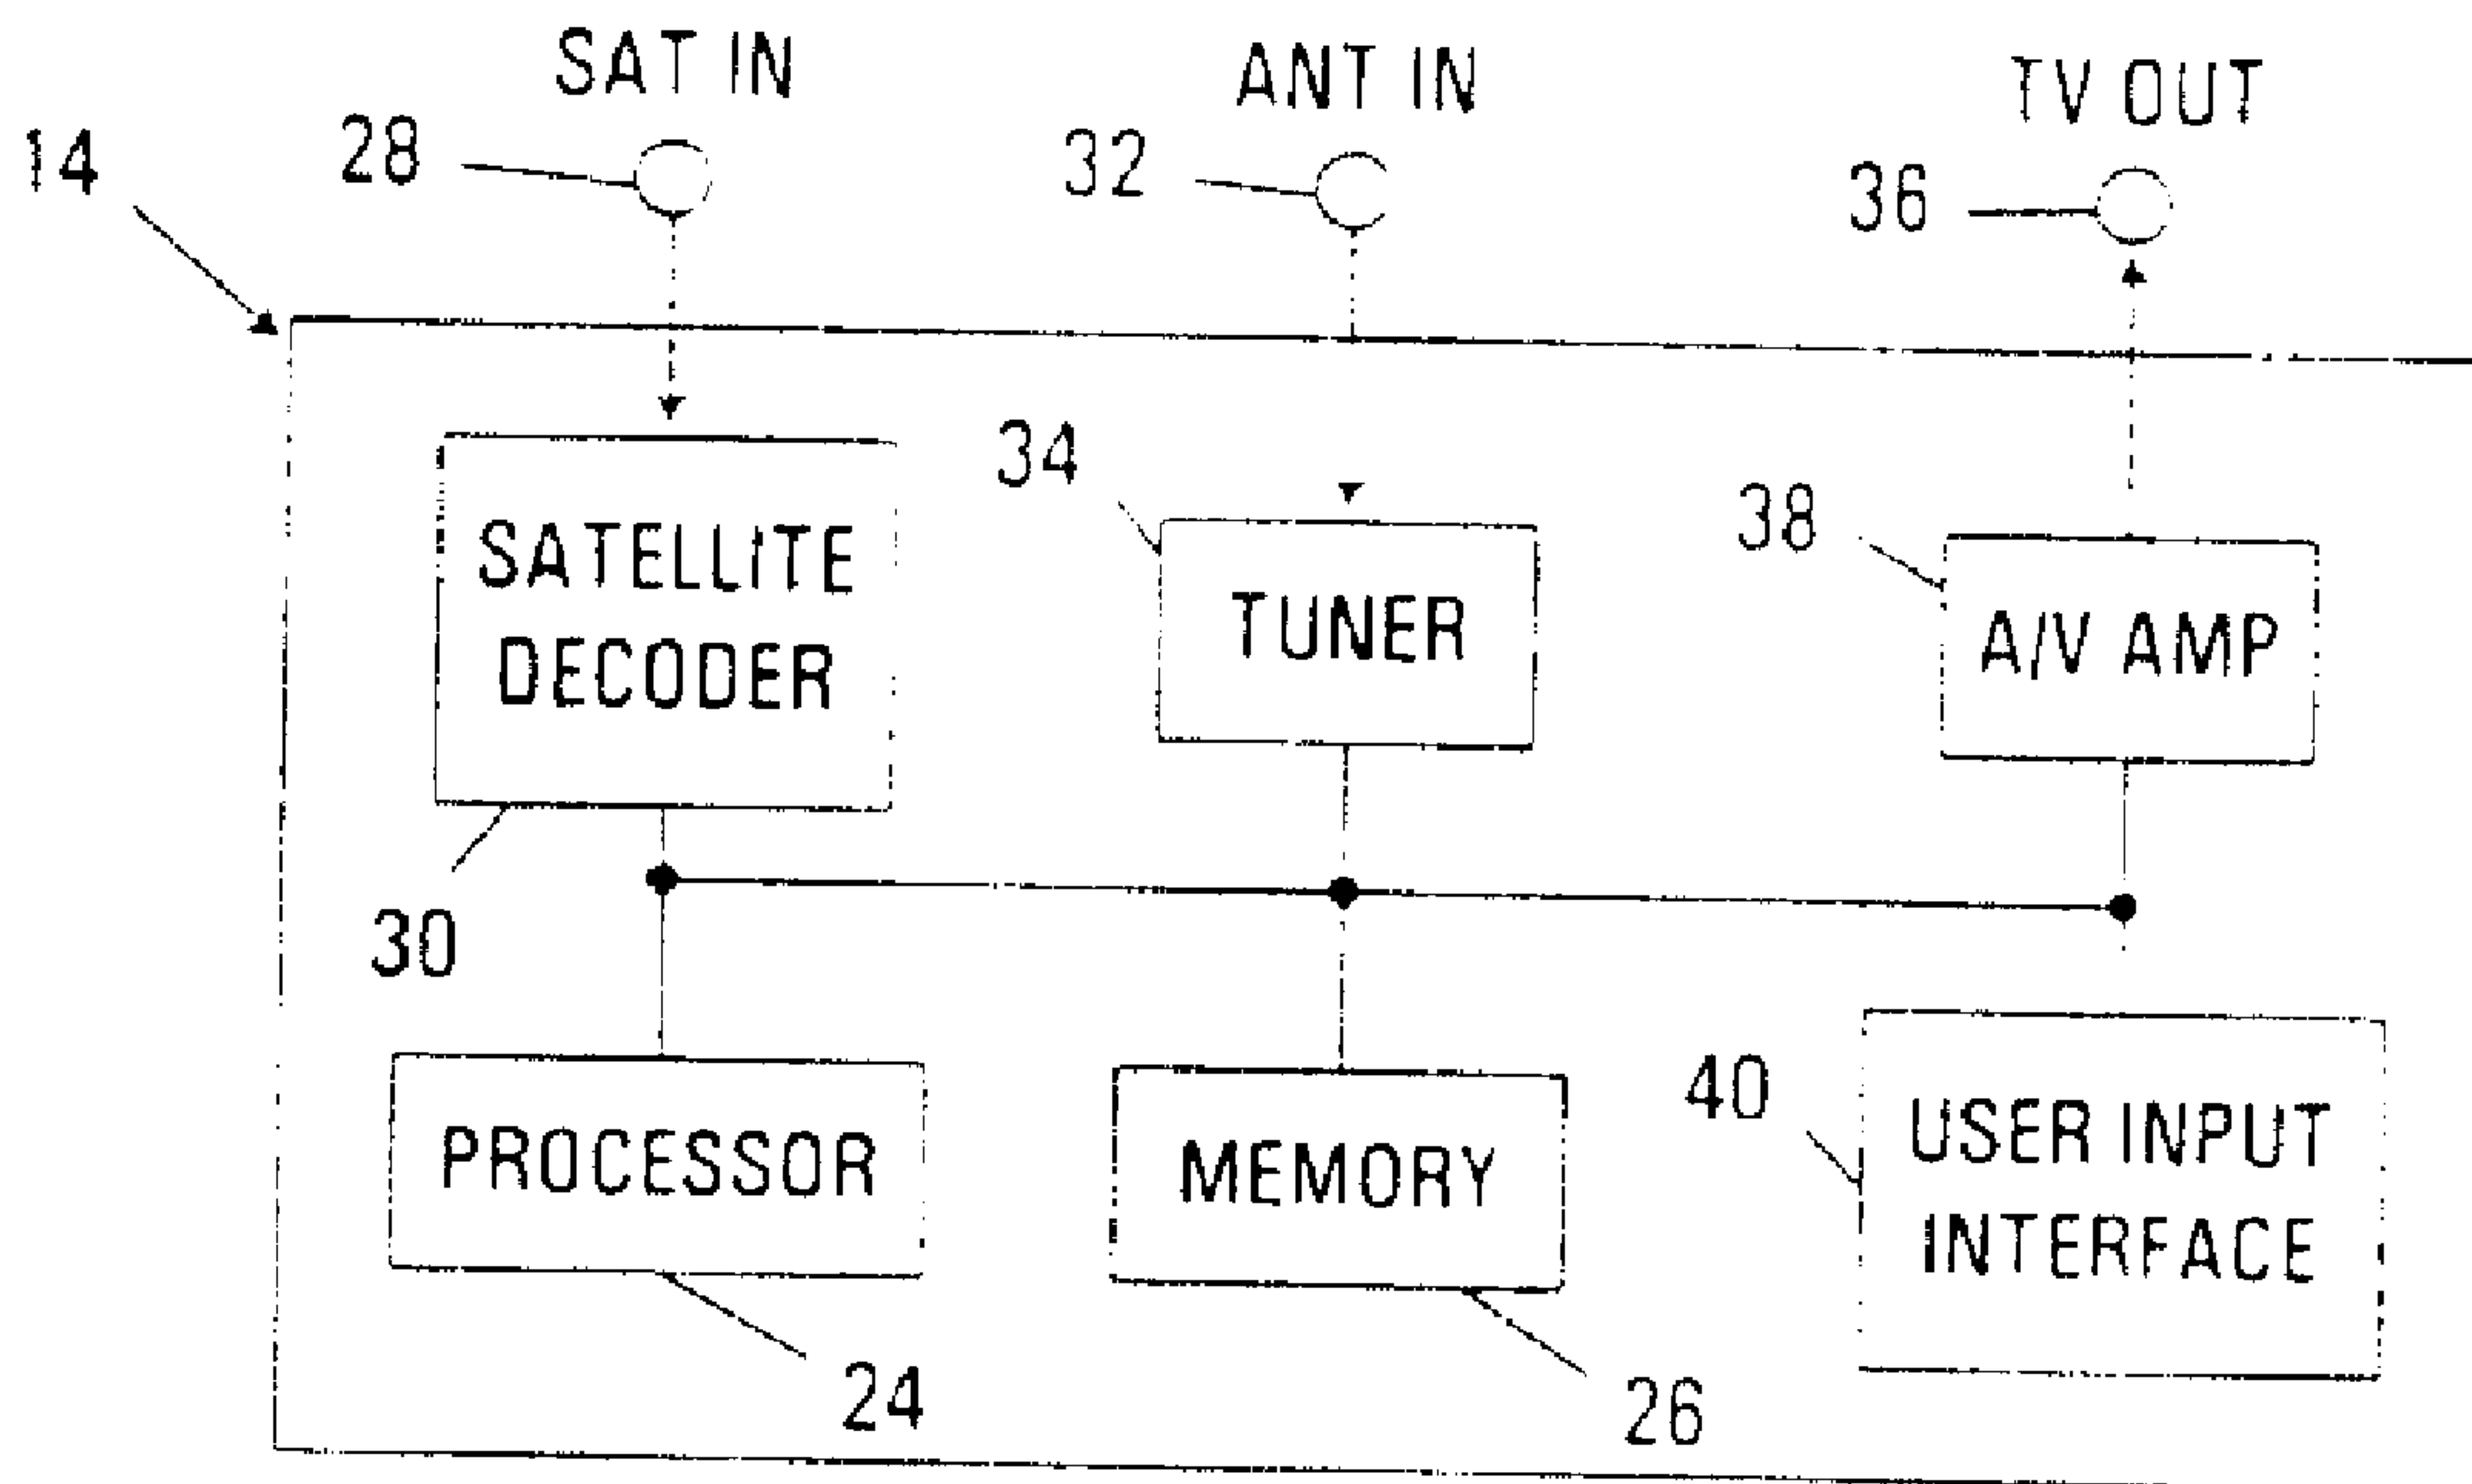 SAT IN
ANT IN
TV OUT
14
28
32
36
34
38
SATELLITE
DECODER
TUNER
A/V AMP
30
40
PROCESSOR
MEMORY
USER INPUT
INTERFACE
24
26